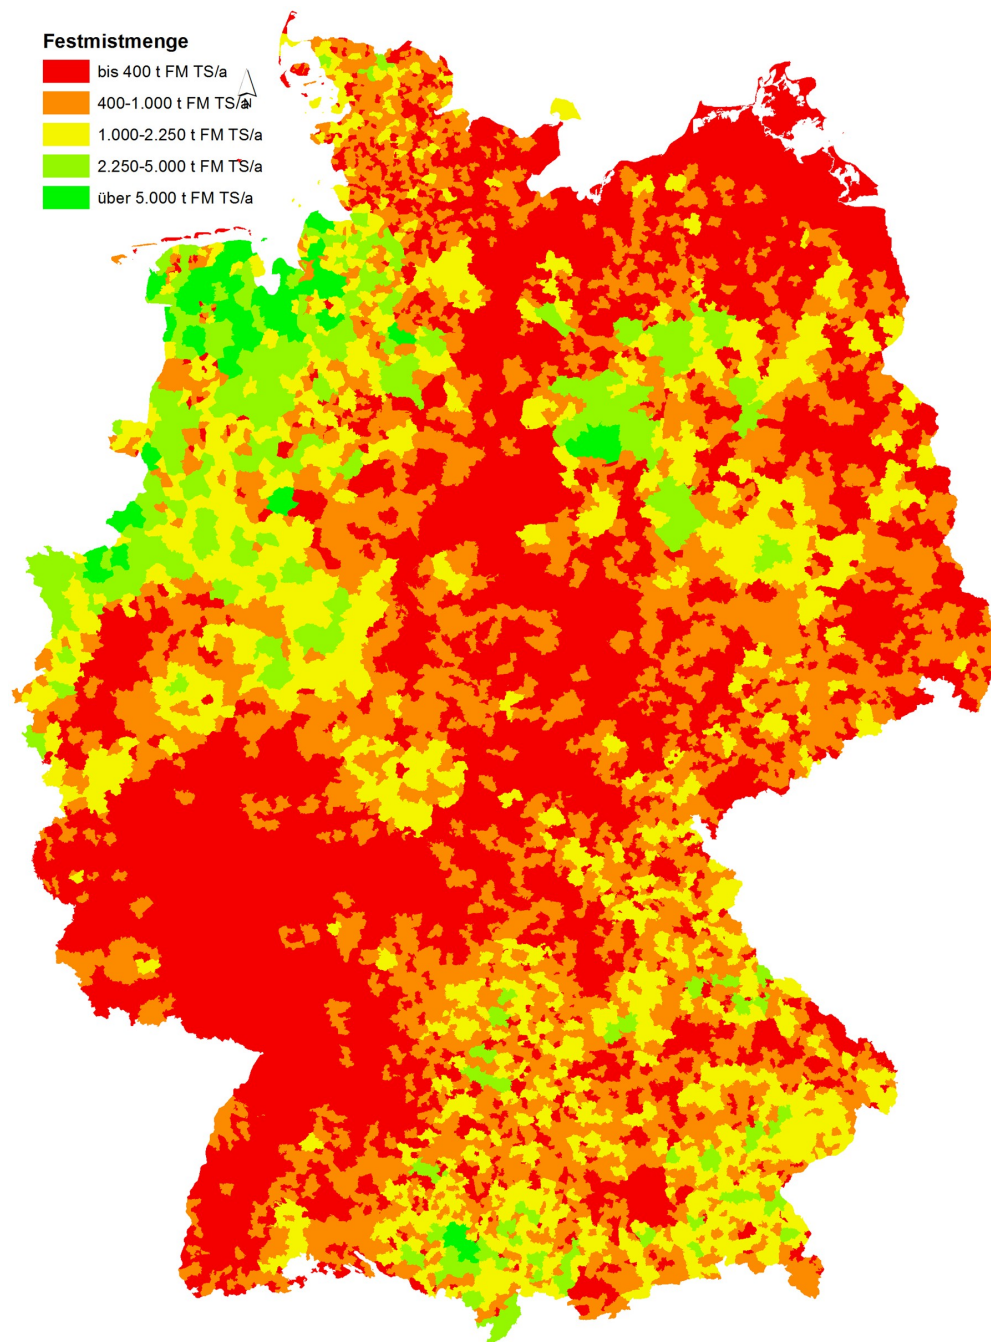 Festmistmenge
bis 400 t FM TS/a
400-1.000 t FM TS/a
N
1.000-2.250 t FM TS/a
2.250-5.000 t FM TS/a
über 5.000 t FM TS/a